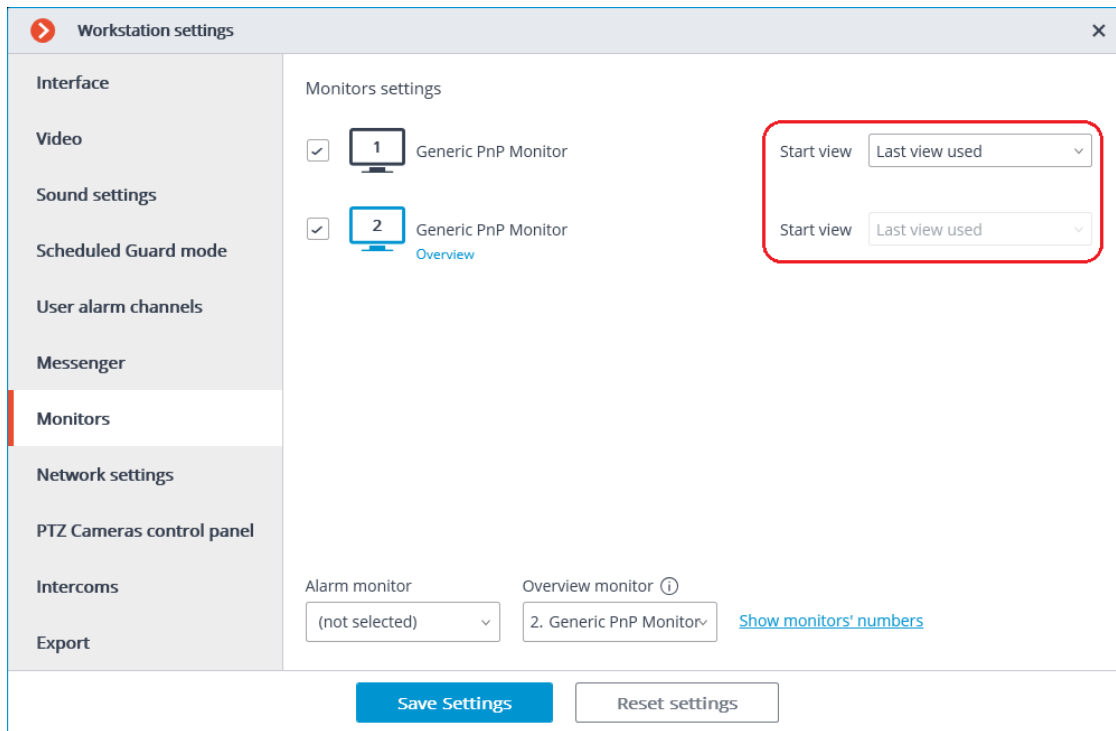 Workstation settings
Interface
Video
Sound settings
Scheduled Guard mode
User alarm channels
Messenger
Monitors
Network settings
PTZ Cameras control panel
Intercoms
Export
Monitors settings
1 Generic PnP Monitor Start view Last view used
2 Generic PnP Monitor Start view Last view used
Overview
Alarm monitor Overview monitor
(not selected) 2. Generic PnP Monitor Show monitors' numbers
Save Settings Reset settings